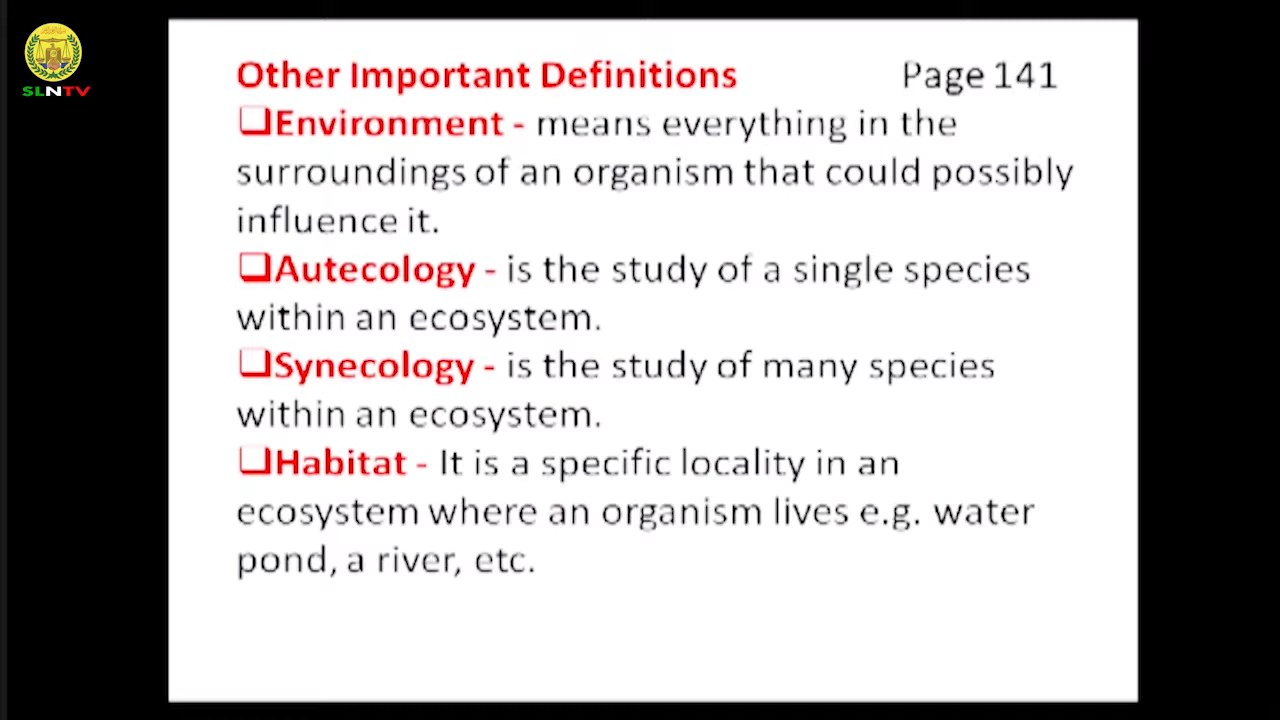 SLNTV
Other Important Definitions Page 141
❑Environment - means everything in the
surroundings of an organism that could possibly
influence it.
❑Autecology - is the study of a single species
within an ecosystem.
❑Synecology - is the study of many species
within an ecosystem.
❑Habitat - It is a specific locality in an
ecosystem where an organism lives e.g. water
pond, a river, etc.